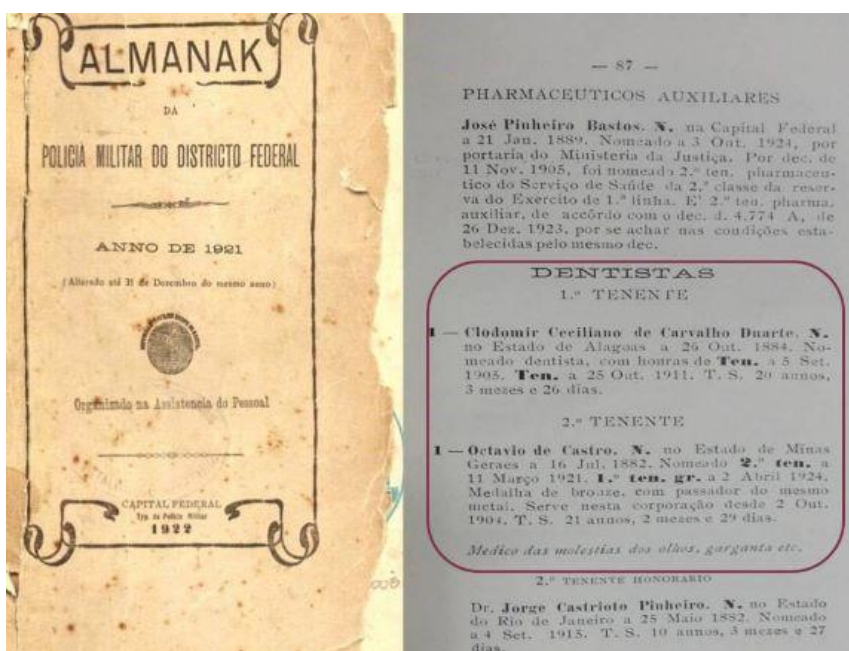 ALMANAK
DA
POLICIA MILITAR DO DISTRICTO FEDERAL
ANNO DE 1921
(Alterado até 31 de Dezembro do mesmo anno)
Organizado na Assistencia do Pessoal
CAPITAL FEDERAL
Typ. da Policia Militar
1922
— 87 —
PHARMACEUTICOS AUXILIARES
José Pinheiro Bastos. N. na Capital Federal
a 21 Jan. 1889. Nomeado a 3 Out. 1924, por
portaria do Ministeria da Justiça. Por dec. de
11 Nov. 1905, foi nomeado 2.º ten. pharmaceu-
tico do Serviço de Saúde da 2.ª classe da reser-
va do Exercito de 1.ª linha. E' 2.º ten. pharma.
auxiliar, de accôrdo com o dec. d. 4.774 A, de
26 Dez. 1923, por se achar nas condições esta-
belecidas pelo mesmo dec.
DENTISTAS
1.º TENENTE
1 — Clodomir Ceciliano de Carvalho Duarte. N.
no Estado de Alagoas a 26 Out. 1884. No-
meado dentista, com honras de Ten. a 5 Set.
1905. Ten. a 25 Out. 1911. T. S. 20 annos,
3 mezes e 26 dias.
2.º TENENTE
1 — Octavio de Castro. N. no Estado de Minas
Geraes a 16 Jul. 1882. Nomeado 2.º ten. a
11 Março 1921. 1.º ten. gr. a 2 Abril 1924.
Medalha de bronze, com passador do mesmo
metal. Serve nesta corporação desde 2 Out.
1904. T. S. 21 annos, 2 mezes e 29 dias.
Medico das molestias dos olhos, garganta etc.
2.º TENENTE HONORARIO
Dr. Jorge Castrioto Pinheiro. N. no Estado
do Rio de Janeiro a 25 Maio 1882. Nomeado
a 4 Set. 1915. T. S. 10 annos, 3 mezes e 27
dias.